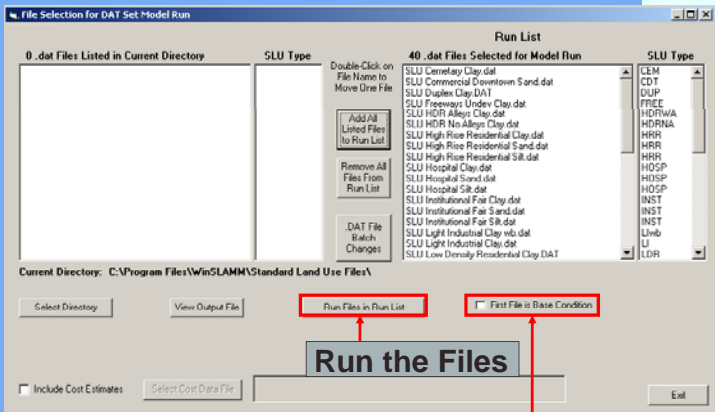 File Selection for DAT Set Model Run
Run List
0 .dat Files Listed in Current Directory
SLU Type
40 .dat Files Selected for Model Run
SLU Type
Double-Click on
File Name to
Move One File
Add All
Listed Files
to Run List
Remove All
Files From
Run List
.DAT File
Batch
Changes
SLU Cemetary Clay.dat CEM
SLU Commercial Downtown Sand.dat CDT
SLU Duplex Clay.DAT DUP
SLU Freeways Undev Clay.dat FREE
SLU HDR Alleys Clay.dat HDRWA
SLU HDR No Alleys Clay.dat HDRNA
SLU High Rise Residential Clay.dat HRR
SLU High Rise Residential Sand.dat HRR
SLU High Rise Residential Silt.dat HRR
SLU Hospital Clay.dat HOSP
SLU Hospital Sand.dat HOSP
SLU Hospital Silt.dat HOSP
SLU Institutional Fair Clay.dat INST
SLU Institutional Fair Sand.dat INST
SLU Institutional Fair Silt.dat INST
SLU Light Industrial Clay wb.dat LIwb
SLU Light Industrial Clay.dat LI
SLU Low Density Residential Clay.DAT LDR
Current Directory: C:\Program Files\WinSLAMM\Standard Land Use Files\
Select Directory
View Output File
Run Files in Run List
First File is Base Condition
Run the Files
Include Cost Estimates
Select Cost Data File
Exit